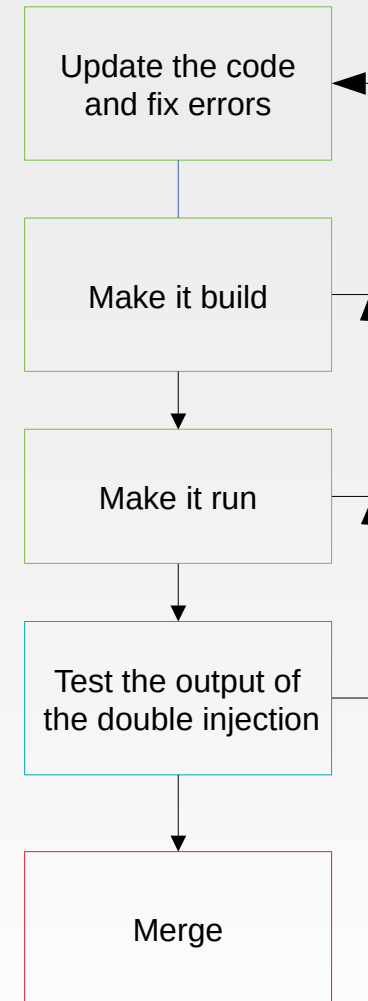 Update the code
and fix errors
Make it build
Make it run
Test the output of
the double injection
Merge